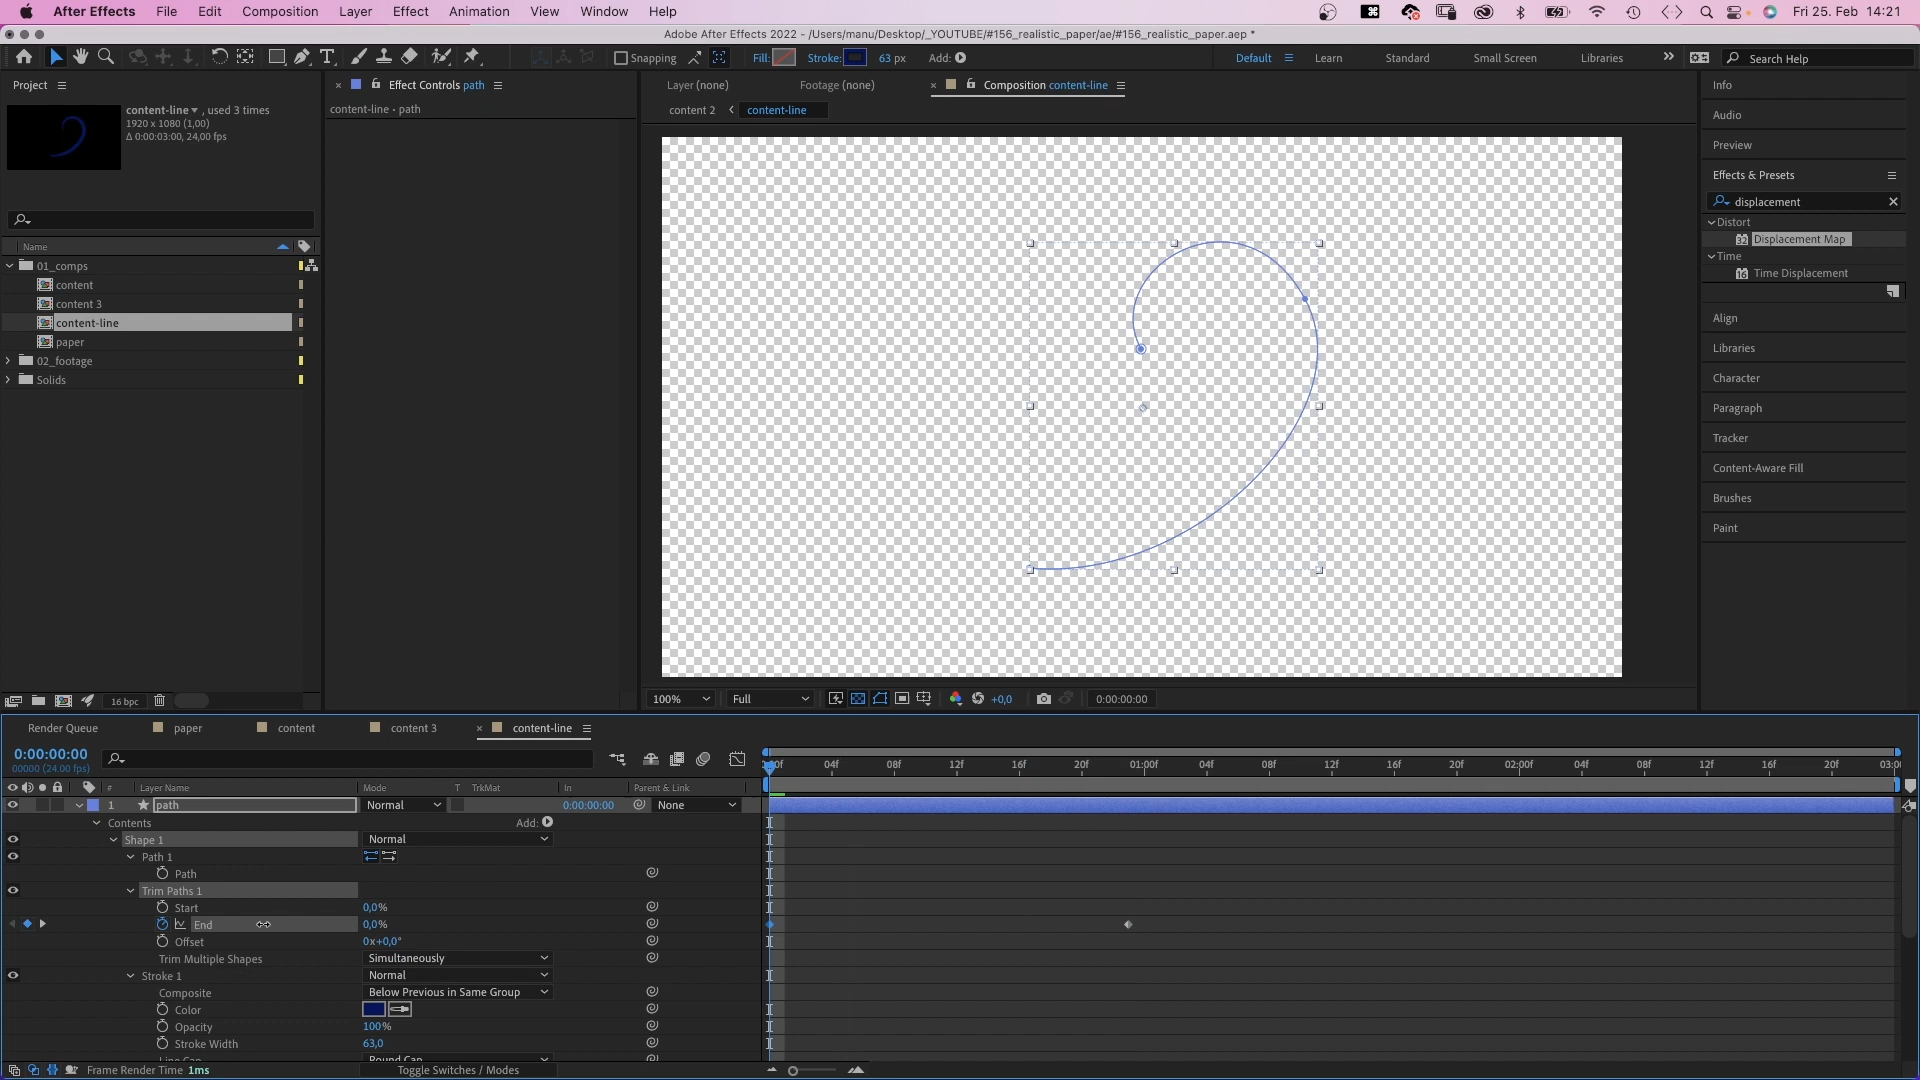 After Effects File Edit Composition Layer Effect Animation View Window Help Fri 25. Feb 14:21
Adobe After Effects 2022 - /Users/manu/Desktop/_YOUTUBE/#156_realistic_paper/ae/#156_realistic_paper.aep *
Snapping Fill: Stroke: 63 px Add: Default Learn Standard Small Screen Libraries Search Help
Project Effect Controls path Layer (none) Footage (none) Composition content-line Info
content-line , used 3 times content-line • path content 2 content-line
1920 x 1080 (1,00)
Δ 0:00:03:00, 24,00 fps
Audio
Preview
Effects & Presets
displacement
Distort
32 Displacement Map
Time
16 Time Displacement
Name
01_comps
content
content 3
content-line
paper
02_footage
Solids
Align
Libraries
Character
Paragraph
Tracker
Content-Aware Fill
Brushes
Paint
16 bpc 100% Full +0,0 0:00:00:00
Render Queue paper content content 3 content-line
0:00:00:00
00000 (24.00 fps)
:00f 04f 08f 12f 16f 20f 01:00f 04f 08f 12f 16f 20f 02:00f 04f 08f 12f 16f 20f 03:00
# Layer Name Mode T TrkMat In Parent & Link
1 path Normal 0:00:00:00 None
Contents Add:
Shape 1 Normal
Path 1
Path
Trim Paths 1
Start 0,0%
End 0,0%
Offset 0x+0,0°
Trim Multiple Shapes Simultaneously
Stroke 1 Normal
Composite Below Previous in Same Group
Color
Opacity 100%
Stroke Width 63,0
Line Cap Round Cap
Frame Render Time 1ms Toggle Switches / Modes